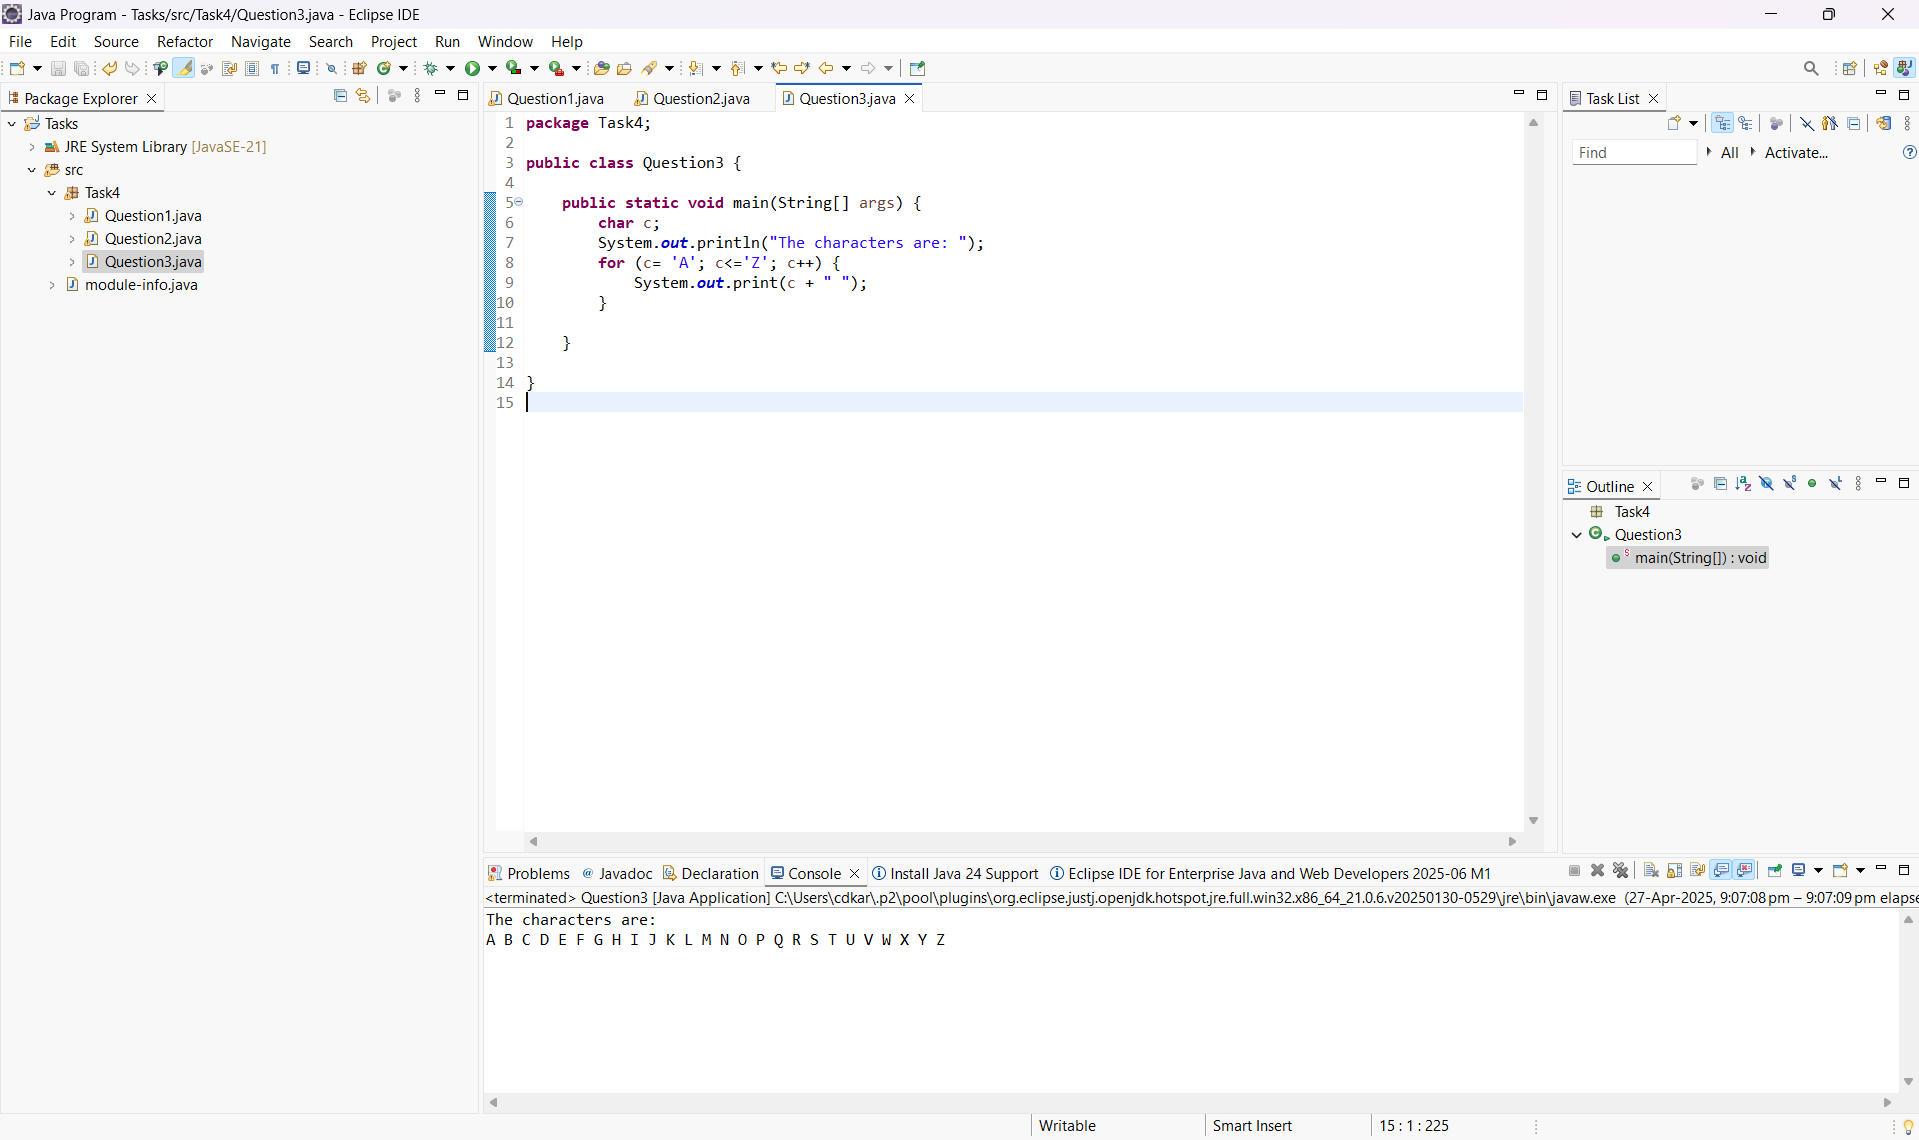 Java Program - Tasks/src/Task4/Question3.java - Eclipse IDE
File Edit Source Refactor Navigate Search Project Run Window Help
Package Explorer
Tasks
JRE System Library [JavaSE-21]
src
Task4
Question1.java
Question2.java
Question3.java
module-info.java
Question1.java Question2.java Question3.java
1 package Task4;
2
3 public class Question3 {
4
5 public static void main(String[] args) {
6 char c;
7 System.out.println("The characters are: ");
8 for (c= 'A'; c<='Z'; c++) {
9 System.out.print(c + " ");
10 }
11
12 }
13
14 }
15
Task List
Find All Activate...
Outline
Task4
Question3
main(String[]) : void
Problems @ Javadoc Declaration Console Install Java 24 Support Eclipse IDE for Enterprise Java and Web Developers 2025-06 M1
<terminated> Question3 [Java Application] C:\Users\cdkar\.p2\pool\plugins\org.eclipse.justj.openjdk.hotspot.jre.full.win32.x86_64_21.0.6.v20250130-0529\jre\bin\javaw.exe (27-Apr-2025, 9:07:08 pm – 9:07:09 pm elapse
The characters are:
A B C D E F G H I J K L M N O P Q R S T U V W X Y Z
Writable Smart Insert 15 : 1 : 225